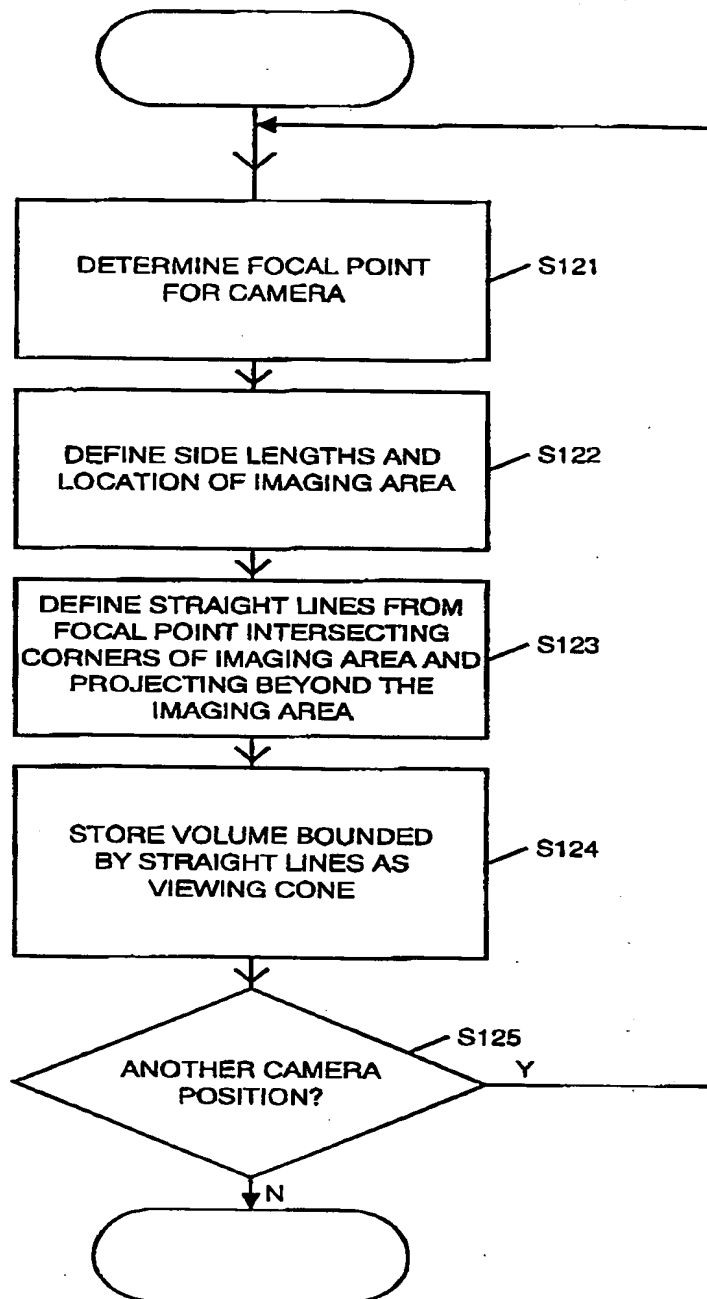 DETERMINE FOCAL POINT
FOR CAMERA
S121
DEFINE SIDE LENGTHS AND
LOCATION OF IMAGING AREA
S122
DEFINE STRAIGHT LINES FROM
FOCAL POINT INTERSECTING
CORNERS OF IMAGING AREA AND
PROJECTING BEYOND THE
IMAGING AREA
S123
STORE VOLUME BOUNDED
BY STRAIGHT LINES AS
VIEWING CONE
S124
ANOTHER CAMERA
POSITION?
S125
Y
N